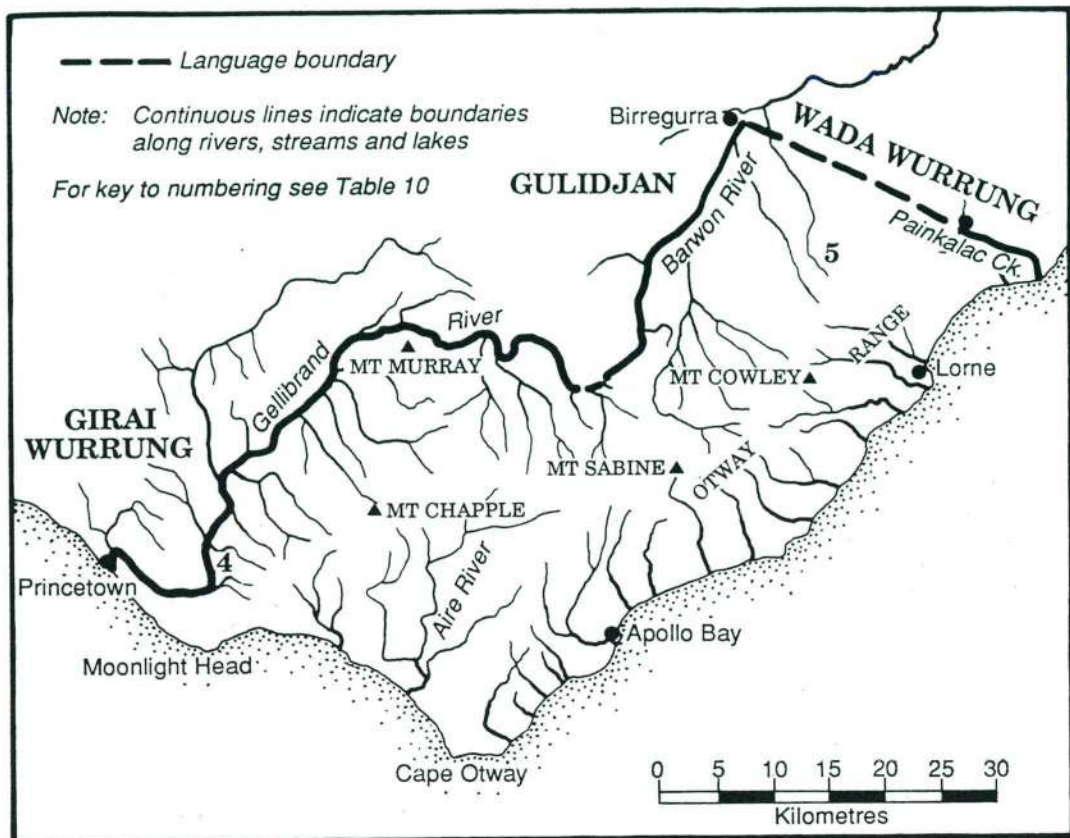 Language boundary
Note: Continuous lines indicate boundaries
along rivers, streams and lakes
For key to numbering see Table 10
Birregurra
WADA WURRUNG
GULIDJAN
Barwon River
Painkalac Ck.
5
River
Gellibrand
MT MURRAY
RANGE
Lorne
MT COWLEY
GIRAI
WURRUNG
MT SABINE
OTWAY
MT CHAPPLE
4
Princetown
Aire River
Apollo Bay
Moonlight Head
Cape Otway
0 5 10 15 20 25 30
Kilometres